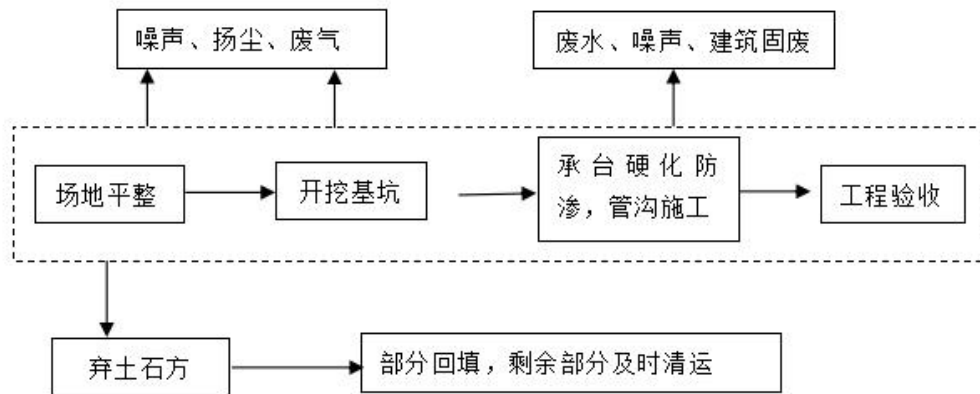 噪声、扬尘、废气
废水、噪声、建筑固废
场地平整
开挖基坑
承台硬化防
渗，管沟施工
工程验收
弃土石方
部分回填，剩余部分及时清运